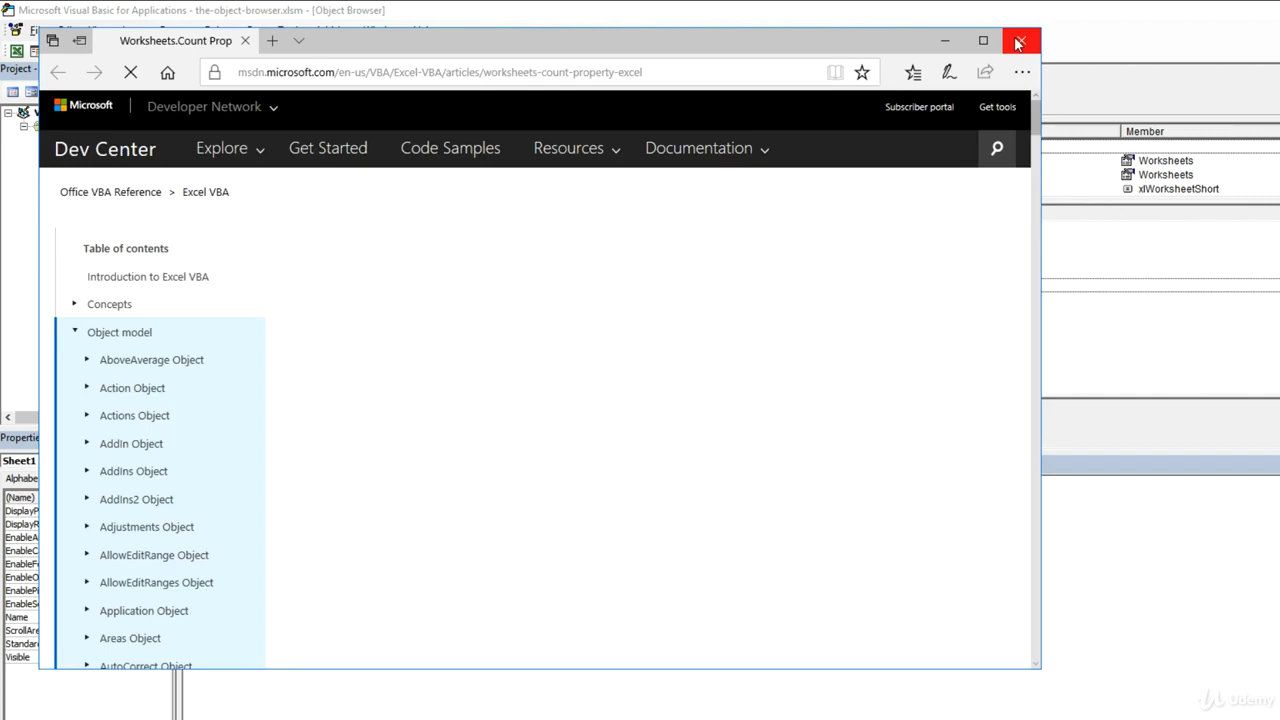 Microsoft Visual Basic for Applications - the-object-browser.xlsm - [Object Browser]
Worksheets.Count Prop
msdn.microsoft.com/en-us/VBA/Excel-VBA/articles/worksheets-count-property-excel
Microsoft
Developer Network
Subscriber portal
Get tools
Dev Center
Explore
Get Started
Code Samples
Resources
Documentation
Office VBA Reference > Excel VBA
Table of contents
Introduction to Excel VBA
Concepts
Object model
AboveAverage Object
Action Object
Actions Object
AddIn Object
AddIns Object
AddIns2 Object
Adjustments Object
AllowEditRange Object
AllowEditRanges Object
Application Object
Areas Object
AutoCorrect Object
Project -
Member
Worksheets
Worksheets
xlWorksheetShort
Sheet1
(Name)
Name
Visible
Udemy